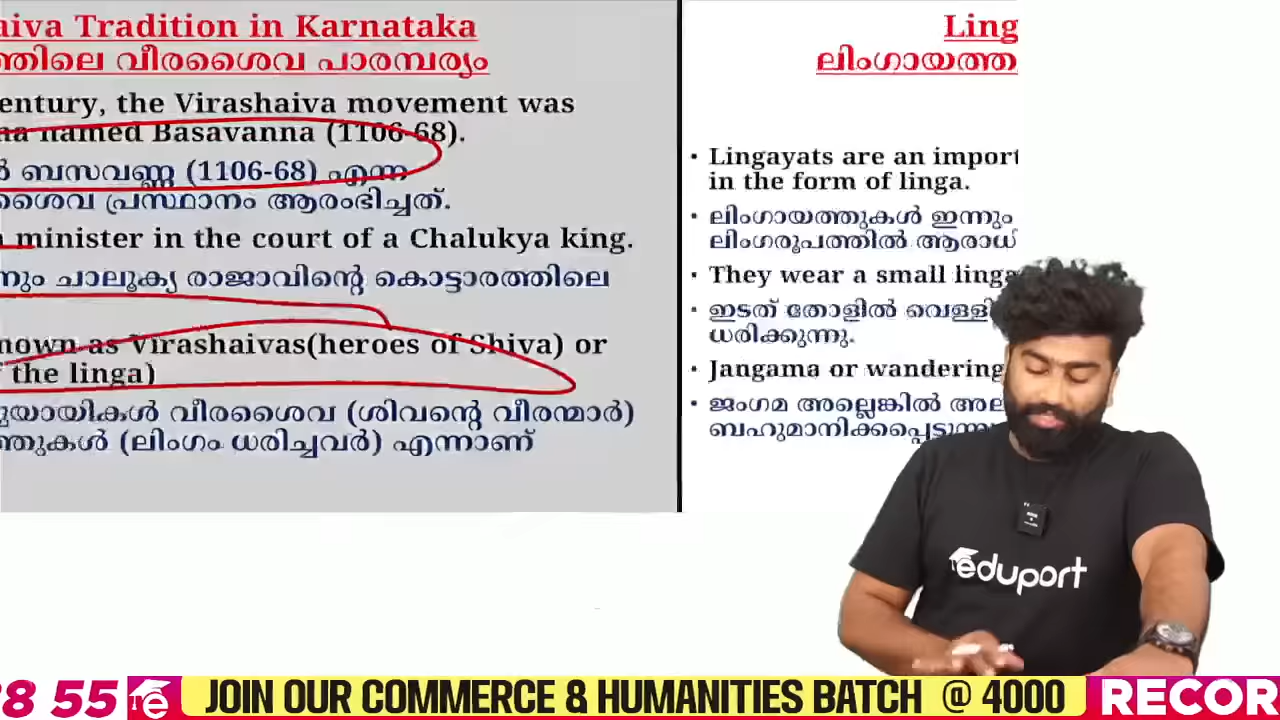 aiva Tradition in Karnataka
ത്തിലെ വീരശൈവ പാരമ്പര്യം
entury, the Virashaiva movement was
named Basavanna (1106-68).
ബസവണ്ണ (1106-68) എന്ന
ശൈവ പ്രസ്ഥാനം ആരംഭിച്ചത്.
minister in the court of a Chalukya king.
നും ചാലൂക്യ രാജാവിന്റെ കൊട്ടാരത്തിലെ
nown as Virashaivas(heroes of Shiva) or
the linga)
യായികൾ വീരശൈവ (ശിവന്റെ വീരന്മാർ)
ത്തുകൾ (ലിംഗം ധരിച്ചവർ) എന്നാണ്
Ling
ലിംഗായത്ത
• Lingayats are an import
in the form of linga.
• ലിംഗായത്തുകൾ ഇന്നും
ലിംഗരൂപത്തിൽ ആരാധ
• They wear a small linga
• ഇടത് തോളിൽ വെള്ളി
ധരിക്കുന്നു.
• Jangama or wandering
• ജംഗമ അല്ലെങ്കിൽ അല
ബഹുമാനിക്കപ്പെടുന്നു
eduport
8 55 e JOIN OUR COMMERCE & HUMANITIES BATCH @ 4000 RECOR